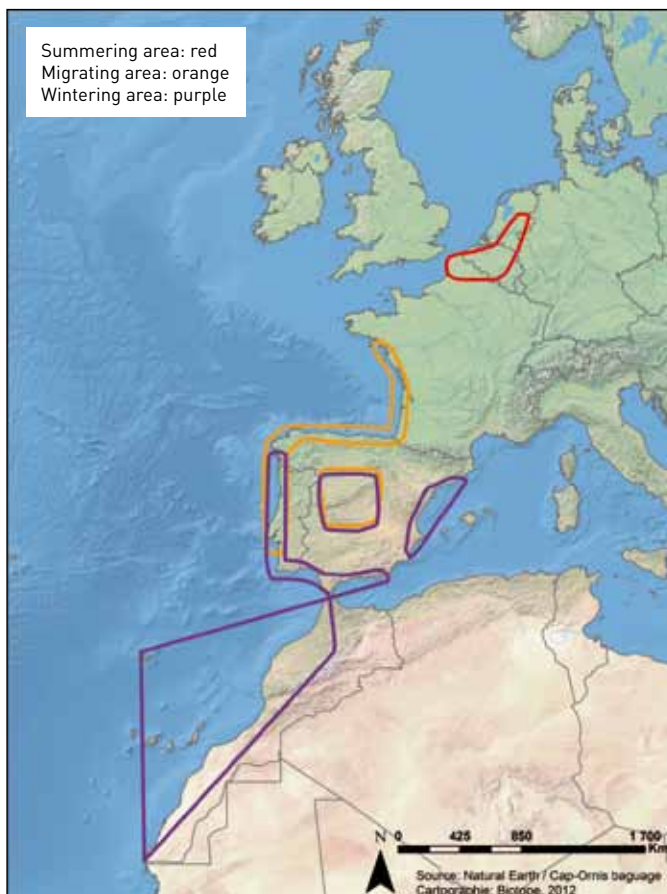 Summering area: red
Migrating area: orange
Wintering area: purple
N 0 425 850 1 700
Km
Source: Natural Earth / Cap-Ornis baguage
Cartographie: Biotope, 2012